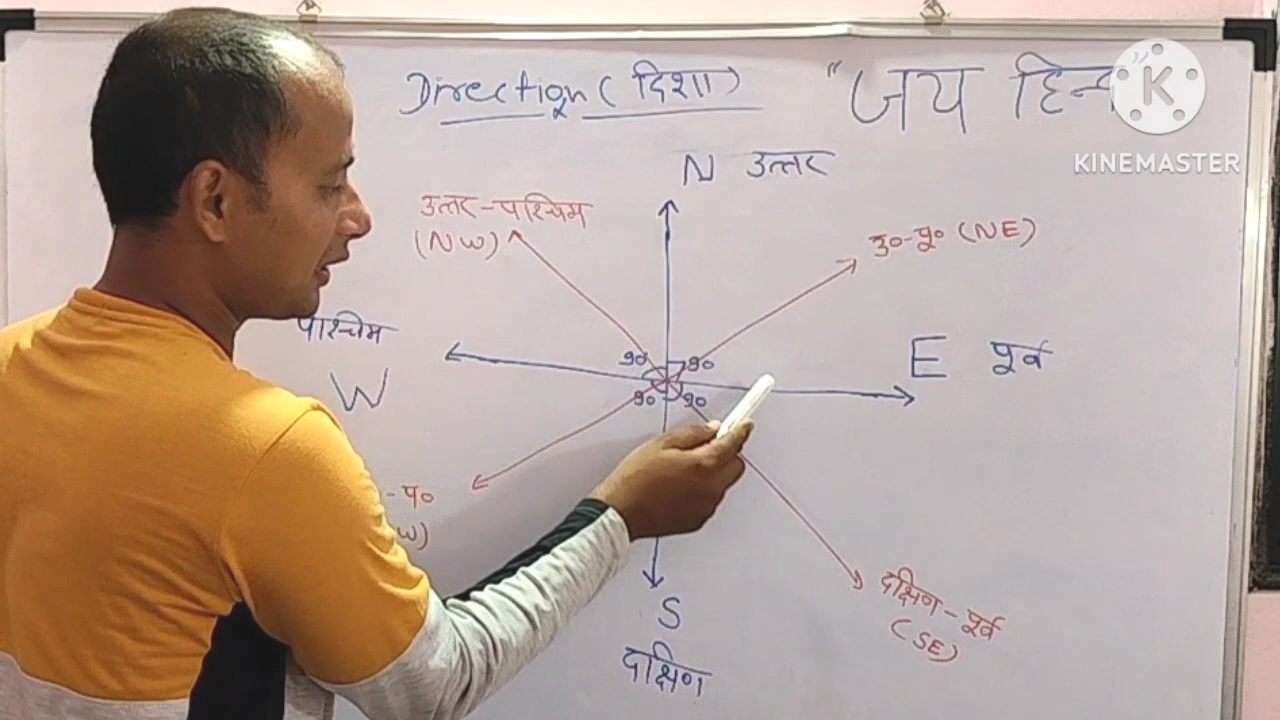 Direction (दिशा)
"जय हिन्द"
KINEMASTER
N उत्तर
उत्तर-पश्चिम
(NW)
उ०-पू० (NE)
पश्चिम
W
E पूर्व
90 90
90 90
-प०
W)
S
दक्षिण
दक्षिण-पूर्व
(SE)